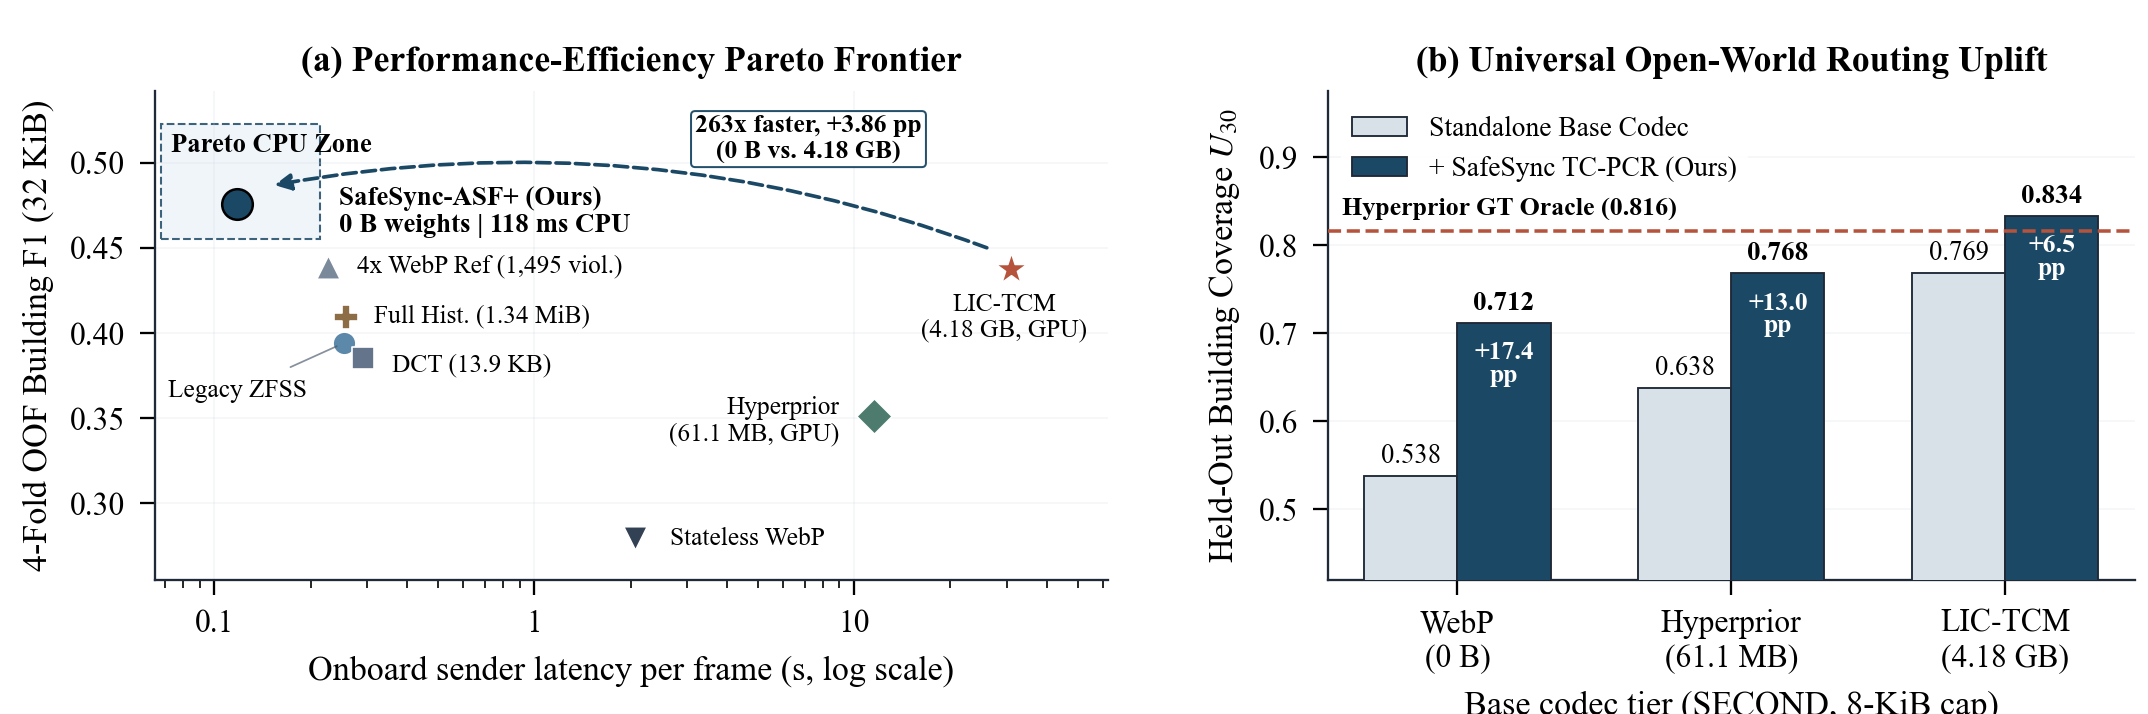 (a) Performance-Efficiency Pareto Frontier
4-Fold OOF Building F1 (32 KiB)
0.50
0.45
0.40
0.35
0.30
Pareto CPU Zone
263x faster, +3.86 pp
(0 B vs. 4.18 GB)
SafeSync-ASF+ (Ours)
0 B weights | 118 ms CPU
4x WebP Ref (1,495 viol.)
Full Hist. (1.34 MiB)
DCT (13.9 KB)
Legacy ZFSS
LIC-TCM
(4.18 GB, GPU)
Hyperprior
(61.1 MB, GPU)
Stateless WebP
0.1
1
10
Onboard sender latency per frame (s, log scale)
(b) Universal Open-World Routing Uplift
Held-Out Building Coverage U30
0.9
0.8
0.7
0.6
0.5
Standalone Base Codec
+ SafeSync TC-PCR (Ours)
Hyperprior GT Oracle (0.816)
0.538
0.712
+17.4
pp
0.638
0.768
+13.0
pp
0.769
0.834
+6.5
pp
WebP
(0 B)
Hyperprior
(61.1 MB)
LIC-TCM
(4.18 GB)
Base codec tier (SECOND, 8-KiB cap)